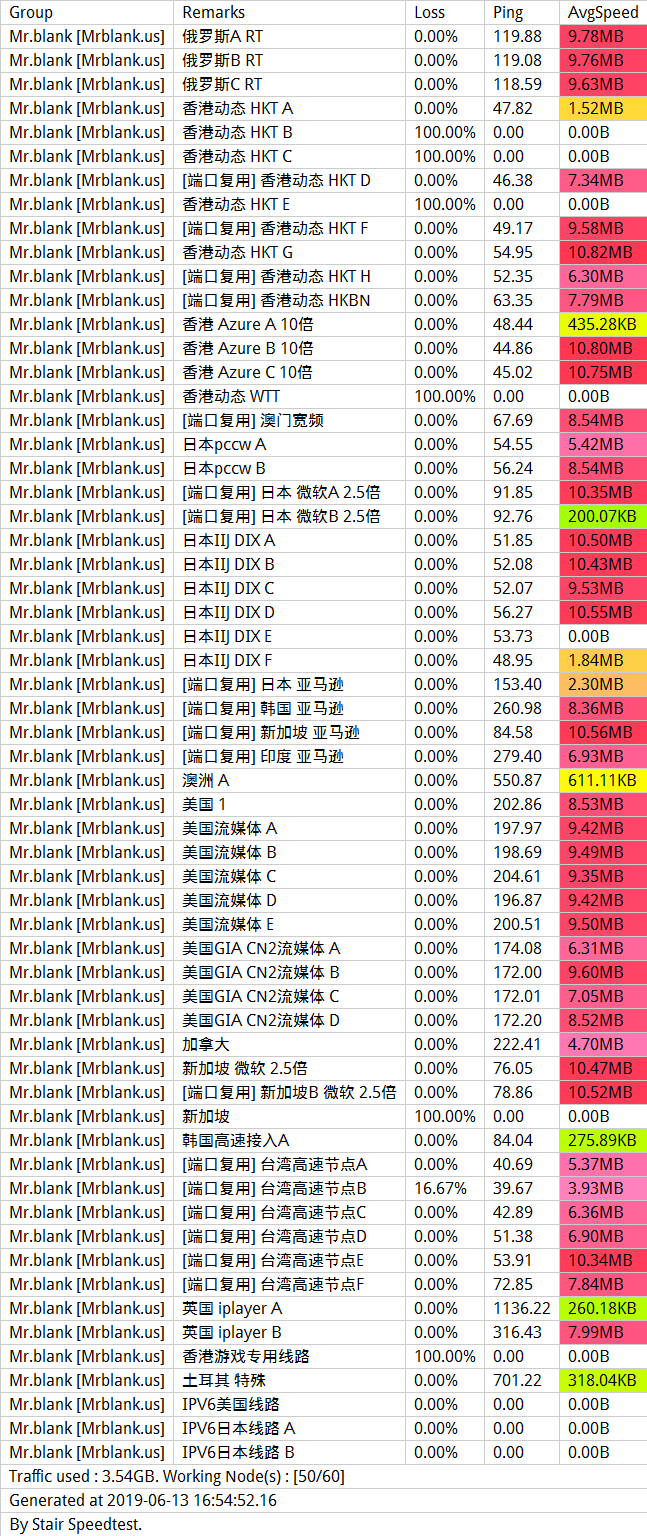 Group Remarks Loss Ping AvgSpeed
Mr.blank [Mrblank.us] 俄罗斯A RT 0.00% 119.88 9.78MB
Mr.blank [Mrblank.us] 俄罗斯B RT 0.00% 119.08 9.76MB
Mr.blank [Mrblank.us] 俄罗斯C RT 0.00% 118.59 9.63MB
Mr.blank [Mrblank.us] 香港动态 HKT A 0.00% 47.82 1.52MB
Mr.blank [Mrblank.us] 香港动态 HKT B 100.00% 0.00 0.00B
Mr.blank [Mrblank.us] 香港动态 HKT C 100.00% 0.00 0.00B
Mr.blank [Mrblank.us] [端口复用] 香港动态 HKT D 0.00% 46.38 7.34MB
Mr.blank [Mrblank.us] 香港动态 HKT E 100.00% 0.00 0.00B
Mr.blank [Mrblank.us] [端口复用] 香港动态 HKT F 0.00% 49.17 9.58MB
Mr.blank [Mrblank.us] 香港动态 HKT G 0.00% 54.95 10.82MB
Mr.blank [Mrblank.us] [端口复用] 香港动态 HKT H 0.00% 52.35 6.30MB
Mr.blank [Mrblank.us] [端口复用] 香港动态 HKBN 0.00% 63.35 7.79MB
Mr.blank [Mrblank.us] 香港 Azure A 10倍 0.00% 48.44 435.28KB
Mr.blank [Mrblank.us] 香港 Azure B 10倍 0.00% 44.86 10.80MB
Mr.blank [Mrblank.us] 香港 Azure C 10倍 0.00% 45.02 10.75MB
Mr.blank [Mrblank.us] 香港动态 WTT 100.00% 0.00 0.00B
Mr.blank [Mrblank.us] [端口复用] 澳门宽频 0.00% 67.69 8.54MB
Mr.blank [Mrblank.us] 日本pccw A 0.00% 54.55 5.42MB
Mr.blank [Mrblank.us] 日本pccw B 0.00% 56.24 8.54MB
Mr.blank [Mrblank.us] [端口复用] 日本 微软A 2.5倍 0.00% 91.85 10.35MB
Mr.blank [Mrblank.us] [端口复用] 日本 微软B 2.5倍 0.00% 92.76 200.07KB
Mr.blank [Mrblank.us] 日本IIJ DIX A 0.00% 51.85 10.50MB
Mr.blank [Mrblank.us] 日本IIJ DIX B 0.00% 52.08 10.43MB
Mr.blank [Mrblank.us] 日本IIJ DIX C 0.00% 52.07 9.53MB
Mr.blank [Mrblank.us] 日本IIJ DIX D 0.00% 56.27 10.55MB
Mr.blank [Mrblank.us] 日本IIJ DIX E 0.00% 53.73 0.00B
Mr.blank [Mrblank.us] 日本IIJ DIX F 0.00% 48.95 1.84MB
Mr.blank [Mrblank.us] [端口复用] 日本 亚马逊 0.00% 153.40 2.30MB
Mr.blank [Mrblank.us] [端口复用] 韩国 亚马逊 0.00% 260.98 8.36MB
Mr.blank [Mrblank.us] [端口复用] 新加坡 亚马逊 0.00% 84.58 10.56MB
Mr.blank [Mrblank.us] [端口复用] 印度 亚马逊 0.00% 279.40 6.93MB
Mr.blank [Mrblank.us] 澳洲 A 0.00% 550.87 611.11KB
Mr.blank [Mrblank.us] 美国 1 0.00% 202.86 8.53MB
Mr.blank [Mrblank.us] 美国流媒体 A 0.00% 197.97 9.42MB
Mr.blank [Mrblank.us] 美国流媒体 B 0.00% 198.69 9.49MB
Mr.blank [Mrblank.us] 美国流媒体 C 0.00% 204.61 9.35MB
Mr.blank [Mrblank.us] 美国流媒体 D 0.00% 196.87 9.42MB
Mr.blank [Mrblank.us] 美国流媒体 E 0.00% 200.51 9.50MB
Mr.blank [Mrblank.us] 美国GIA CN2流媒体 A 0.00% 174.08 6.31MB
Mr.blank [Mrblank.us] 美国GIA CN2流媒体 B 0.00% 172.00 9.60MB
Mr.blank [Mrblank.us] 美国GIA CN2流媒体 C 0.00% 172.01 7.05MB
Mr.blank [Mrblank.us] 美国GIA CN2流媒体 D 0.00% 172.20 8.52MB
Mr.blank [Mrblank.us] 加拿大 0.00% 222.41 4.70MB
Mr.blank [Mrblank.us] 新加坡 微软 2.5倍 0.00% 76.05 10.47MB
Mr.blank [Mrblank.us] [端口复用] 新加坡B 微软 2.5倍 0.00% 78.86 10.52MB
Mr.blank [Mrblank.us] 新加坡 100.00% 0.00 0.00B
Mr.blank [Mrblank.us] 韩国高速接入A 0.00% 84.04 275.89KB
Mr.blank [Mrblank.us] [端口复用] 台湾高速节点A 0.00% 40.69 5.37MB
Mr.blank [Mrblank.us] [端口复用] 台湾高速节点B 16.67% 39.67 3.93MB
Mr.blank [Mrblank.us] [端口复用] 台湾高速节点C 0.00% 42.89 6.36MB
Mr.blank [Mrblank.us] [端口复用] 台湾高速节点D 0.00% 51.38 6.90MB
Mr.blank [Mrblank.us] [端口复用] 台湾高速节点E 0.00% 53.91 10.34MB
Mr.blank [Mrblank.us] [端口复用] 台湾高速节点F 0.00% 72.85 7.84MB
Mr.blank [Mrblank.us] 英国 iplayer A 0.00% 1136.22 260.18KB
Mr.blank [Mrblank.us] 英国 iplayer B 0.00% 316.43 7.99MB
Mr.blank [Mrblank.us] 香港游戏专用线路 100.00% 0.00 0.00B
Mr.blank [Mrblank.us] 土耳其 特殊 0.00% 701.22 318.04KB
Mr.blank [Mrblank.us] IPV6美国线路 0.00% 0.00 0.00B
Mr.blank [Mrblank.us] IPV6日本线路 A 0.00% 0.00 0.00B
Mr.blank [Mrblank.us] IPV6日本线路 B 0.00% 0.00 0.00B
Traffic used : 3.54GB. Working Node(s) : [50/60]
Generated at 2019-06-13 16:54:52.16
By Stair Speedtest.